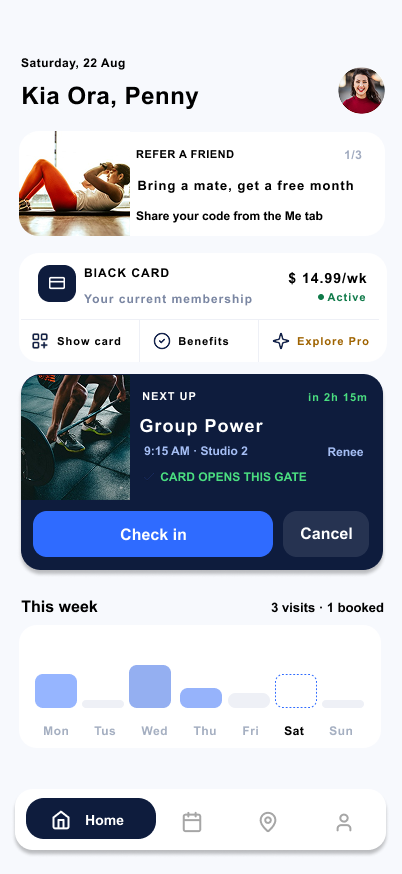 Saturday, 22 Aug
Kia Ora, Penny
REFER A FRIEND
1/3
Bring a mate, get a free month
Share your code from the Me tab
BlACK CARD
$ 14.99/wk
Your current membership
Active
Show card
Benefits
Explore Pro
NEXT UP
in 2h 15m
Group Power
9:15 AM · Studio 2
Renee
CARD OPENS THIS GATE
Check in
Cancel
This week
3 visits · 1 booked
Mon Tus Wed Thu Fri Sat Sun
Home